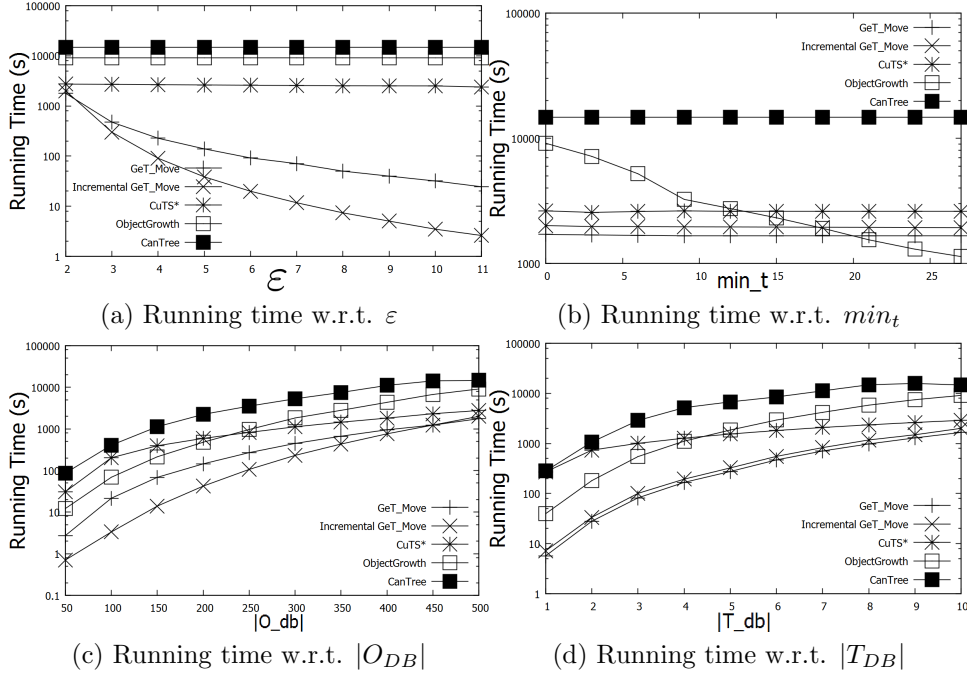 100000
10000
1000
100
10
1
Running Time (s)
GeT_Move
Incremental GeT_Move
CuTS*
ObjectGrowth
CanTree
2 3 4 5 6 7 8 9 10 11
ε
(a) Running time w.r.t. ε
100000
10000
1000
Running Time (s)
GeT_Move
Incremental GeT_Move
CuTS*
ObjectGrowth
CanTree
0 5 10 15 20 25
min_t
(b) Running time w.r.t. min_t
100000
10000
1000
100
10
1
0.1
Running Time (s)
GeT_Move
Incremental GeT_Move
CuTS*
ObjectGrowth
CanTree
50 100 150 200 250 300 350 400 450 500
|O_db|
(c) Running time w.r.t. |O_DB|
100000
10000
1000
100
10
1
Running Time (s)
GeT_Move
Incremental GeT_Move
CuTS*
ObjectGrowth
CanTree
1 2 3 4 5 6 7 8 9 10
|T_db|
(d) Running time w.r.t. |T_DB|